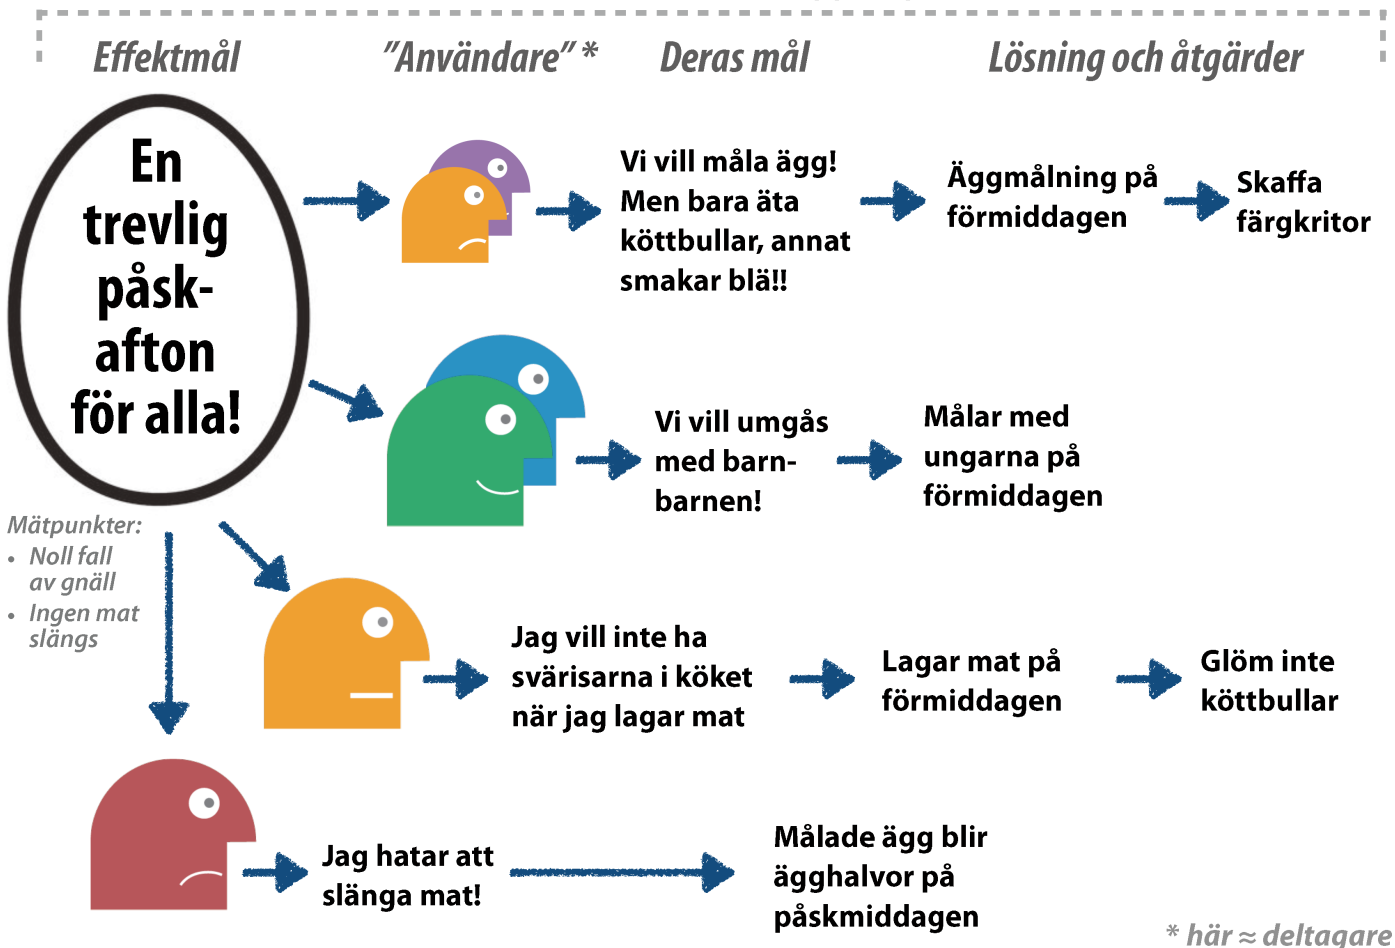 Effektmål
”Användare” *
Deras mål
Lösning och åtgärder
En
trevlig
påsk-
afton
för alla!
Mätpunkter:
• Noll fall
av gnäll
• Ingen mat
slängs
Vi vill måla ägg!
Men bara äta
köttbullar, annat
smakar blä!!
Äggmålning på
förmiddagen
Skaffa
färgkritor
Vi vill umgås
med barn-
barnen!
Målar med
ungarna på
förmiddagen
Jag vill inte ha
svärisarna i köket
när jag lagar mat
Lagar mat på
förmiddagen
Glöm inte
köttbullar
Jag hatar att
slänga mat!
Målade ägg blir
ägghalvor på
påskmiddagen
* här ≈ deltagare